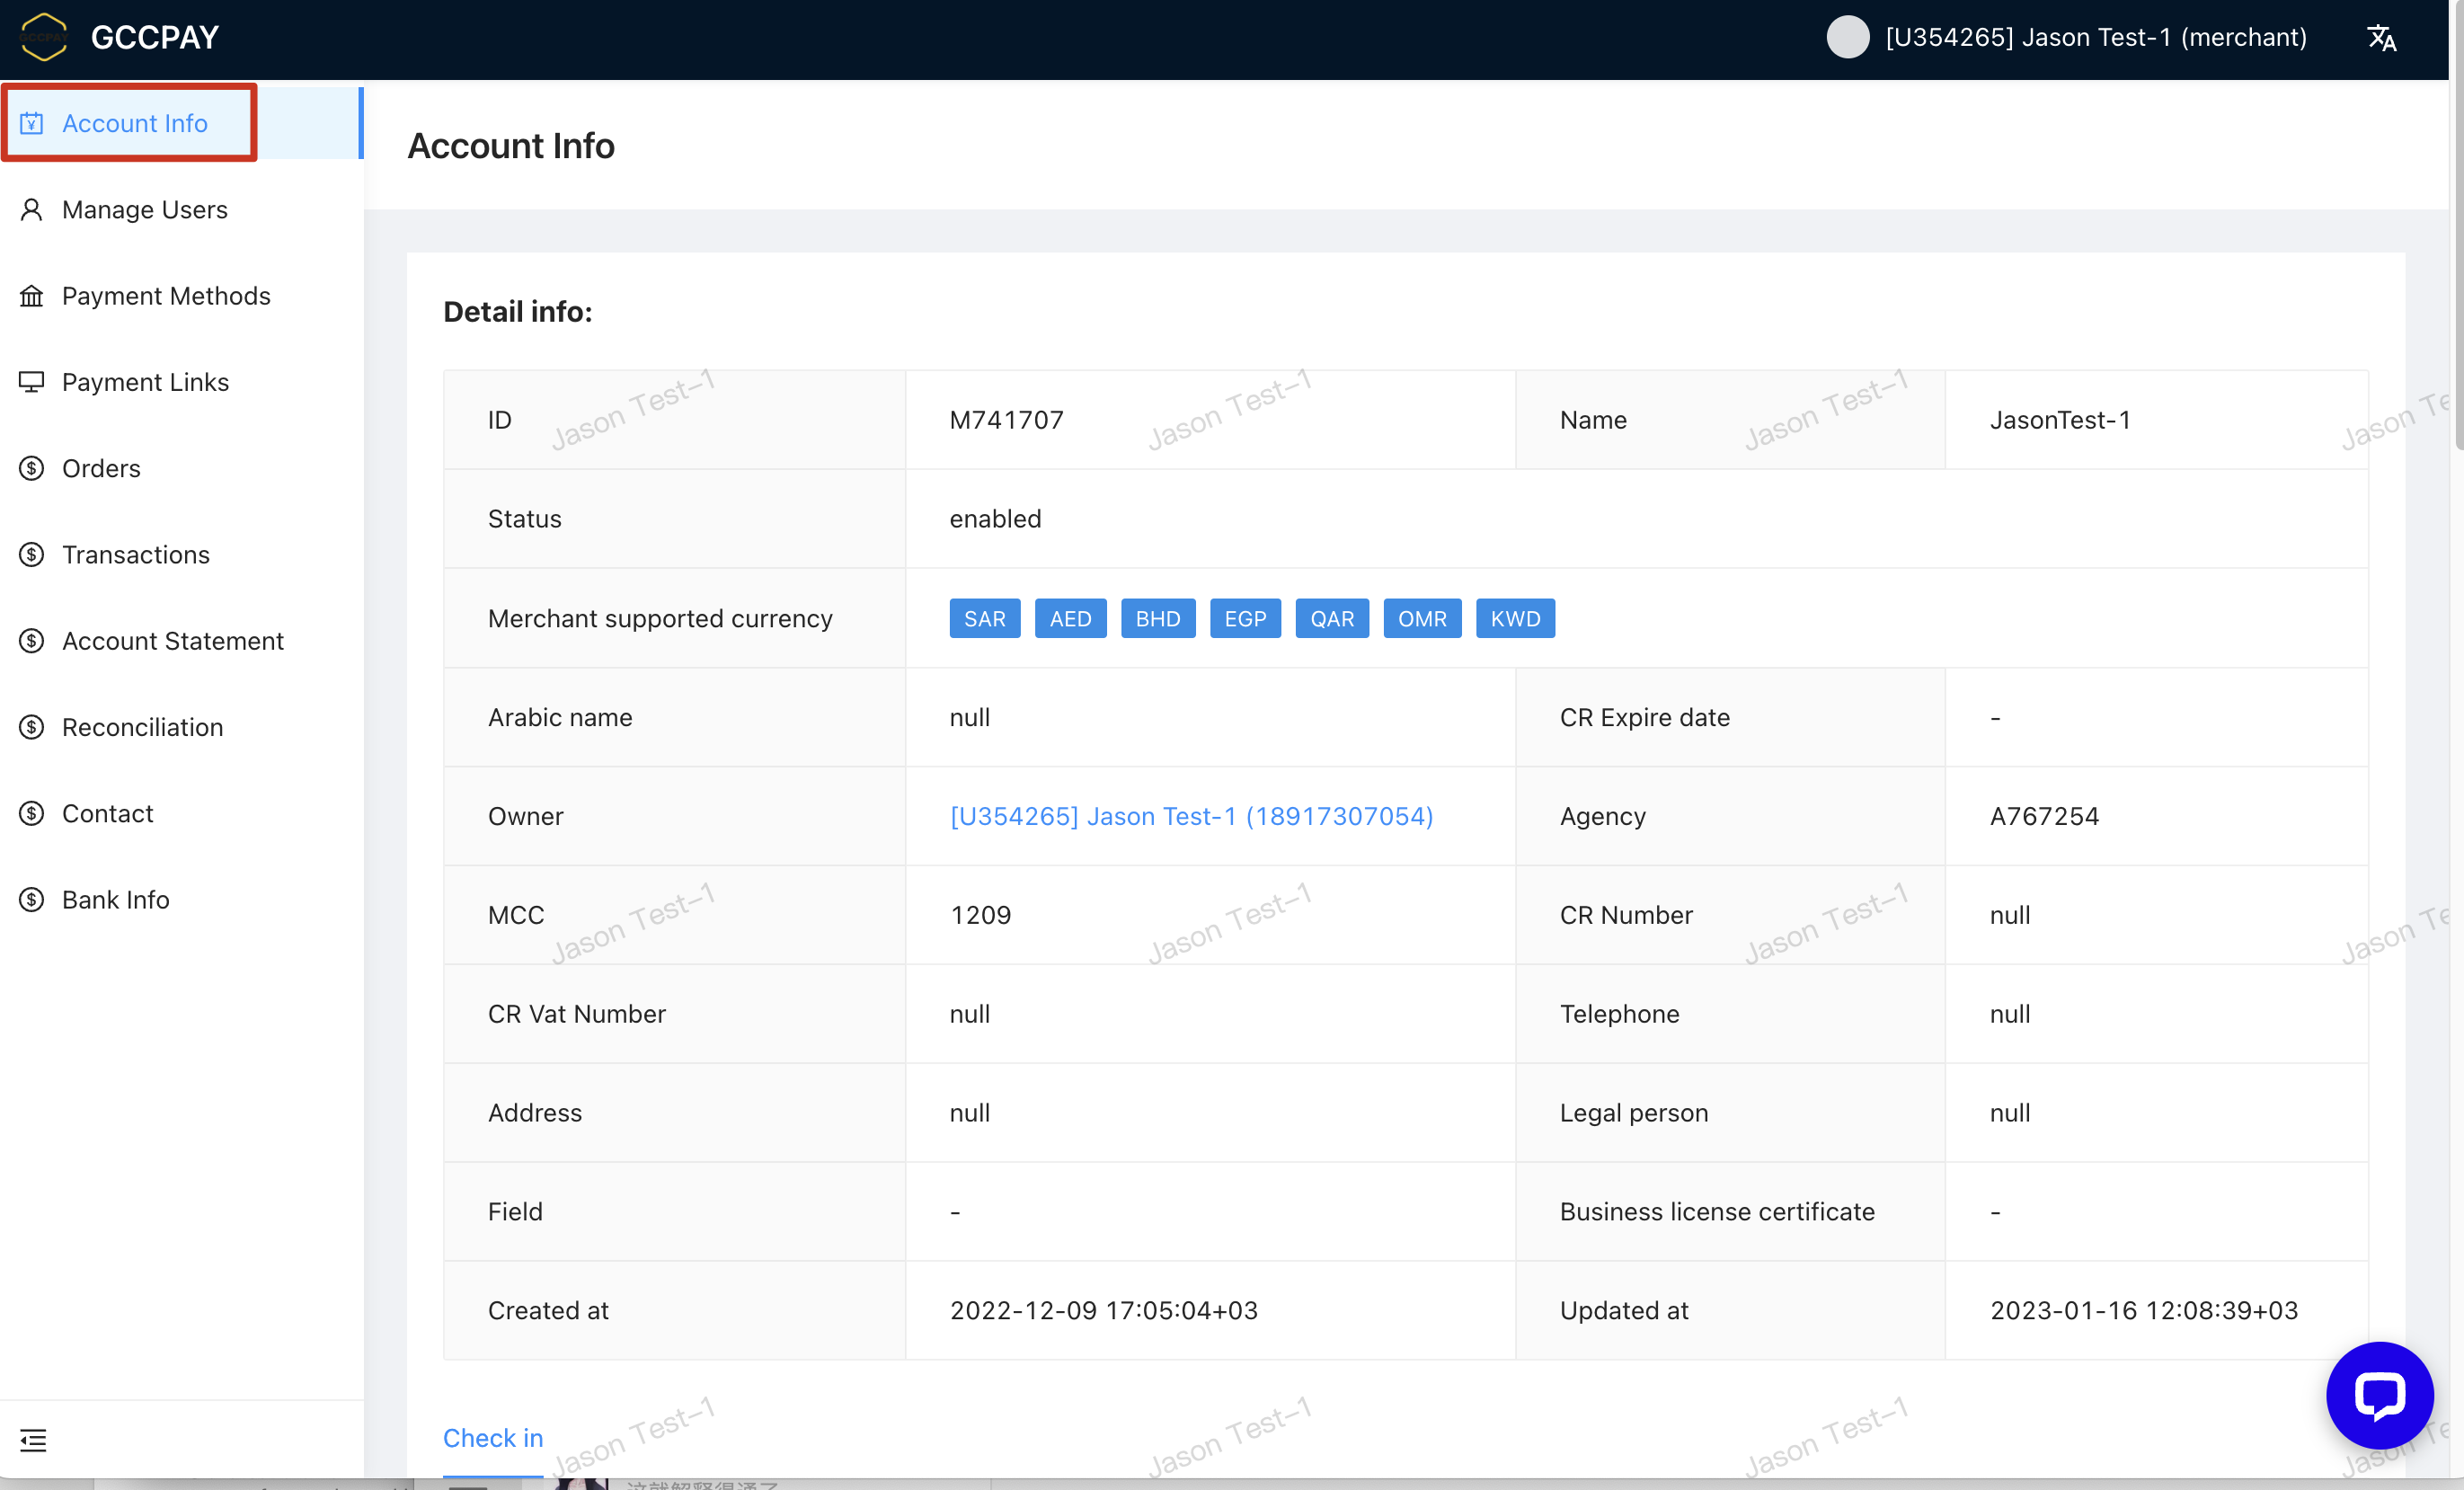 GCCPAY
GCCPAY
[U354265] Jason Test-1 (merchant)
Account Info
Manage Users
Payment Methods
Payment Links
Orders
Transactions
Account Statement
Reconciliation
Contact
Bank Info
Account Info
Detail info:
ID M741707 Name JasonTest-1
Status enabled
Merchant supported currency SAR AED BHD EGP QAR OMR KWD
Arabic name null CR Expire date -
Owner [U354265] Jason Test-1 (18917307054) Agency A767254
MCC 1209 CR Number null
CR Vat Number null Telephone null
Address null Legal person null
Field - Business license certificate -
Created at 2022-12-09 17:05:04+03 Updated at 2023-01-16 12:08:39+03
Check in
Jason Test-1 Jason Test-1 Jason Test-1 Jason Te
Jason Test-1 Jason Test-1 Jason Test-1 Jason Te
Jason Test-1 Jason Test-1 Jason Test-1